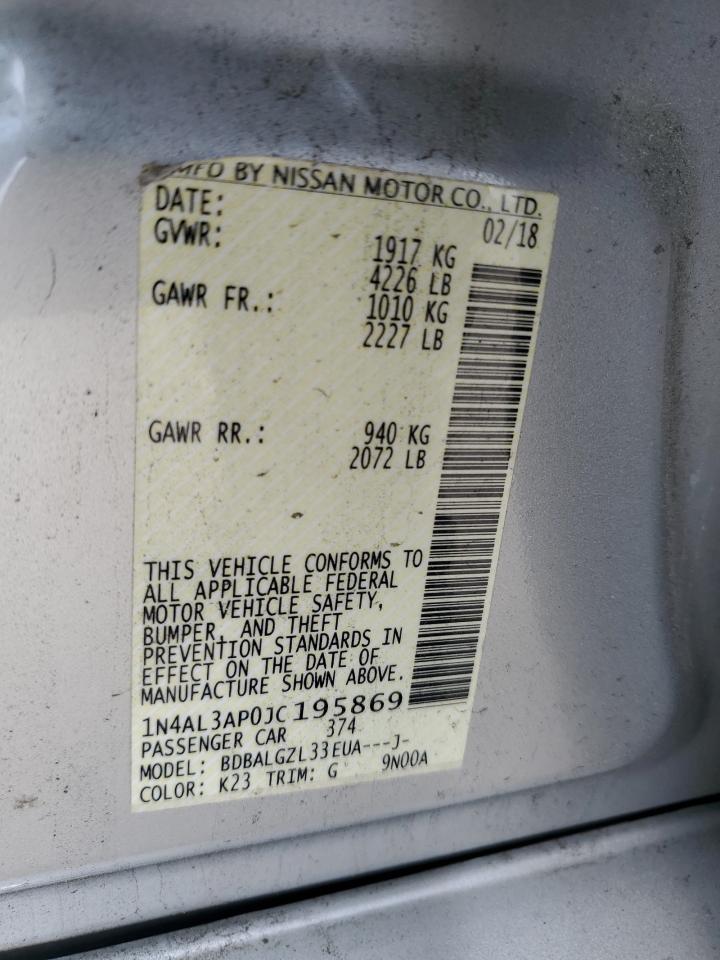 MFD BY NISSAN MOTOR CO., LTD.
DATE: 02/18
GVWR: 1917 KG
4226 LB
GAWR FR.: 1010 KG
2227 LB
GAWR RR.: 940 KG
2072 LB
THIS VEHICLE CONFORMS TO
ALL APPLICABLE FEDERAL
MOTOR VEHICLE SAFETY,
BUMPER, AND THEFT
PREVENTION STANDARDS IN
EFFECT ON THE DATE OF
MANUFACTURE SHOWN ABOVE.
1N4AL3AP0JC195869
PASSENGER CAR 374
MODEL: BDBALGZL33EUA---J-
COLOR: K23 TRIM: G 9N00A